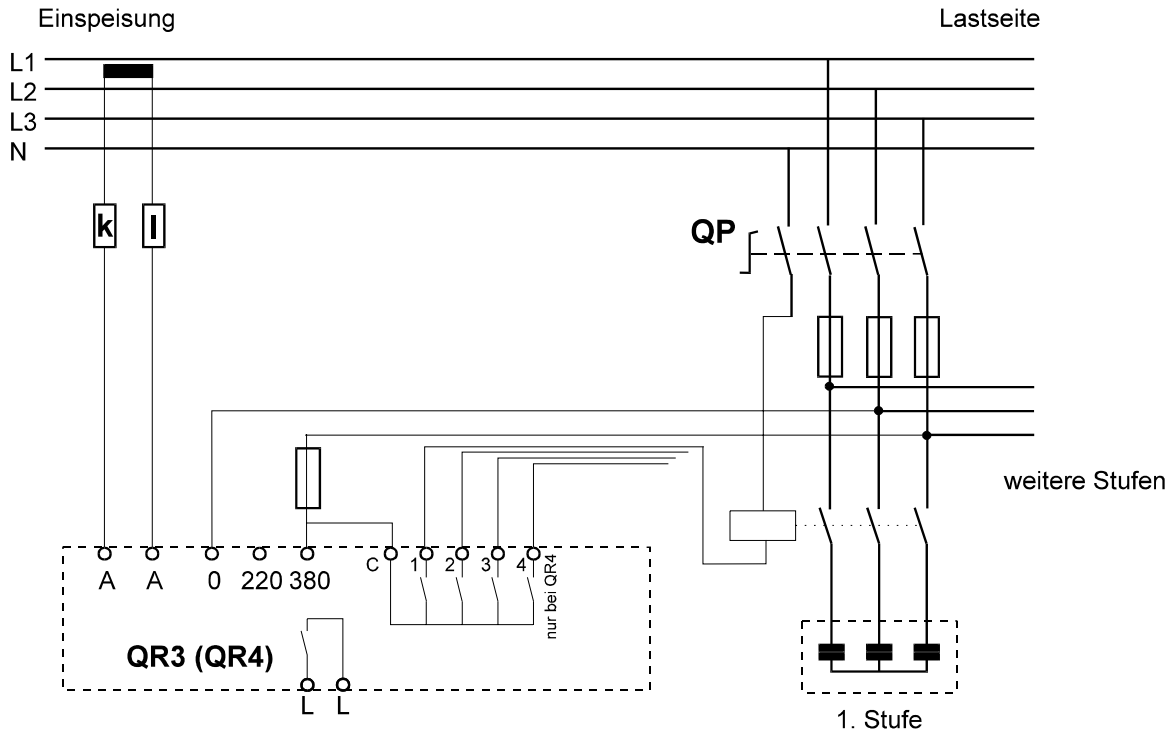 Einspeisung
Lastseite
L1
L2
L3
N
k
l
QP
weitere Stufen
A A 0 220 380
C 1 2 3 4
nur bei QR4
QR3 (QR4)
L L
1. Stufe